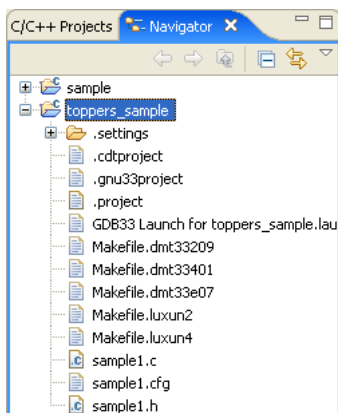 C/C++ Projects Navigator
sample
toppers_sample
.settings
.cdtproject
.gnu33project
.project
GDB33 Launch for toppers_sample.lau
Makefile.dmt33209
Makefile.dmt33401
Makefile.dmt33e07
Makefile.luxun2
Makefile.luxun4
sample1.c
sample1.cfg
sample1.h